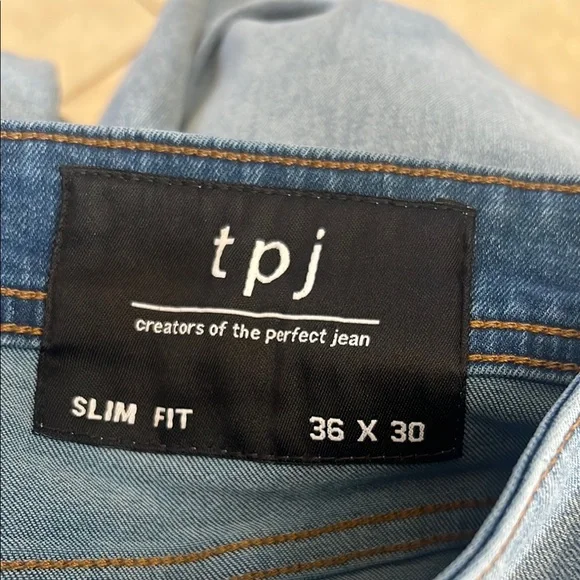 tpj
creators of the perfect jean
SLIM FIT 36 X 30